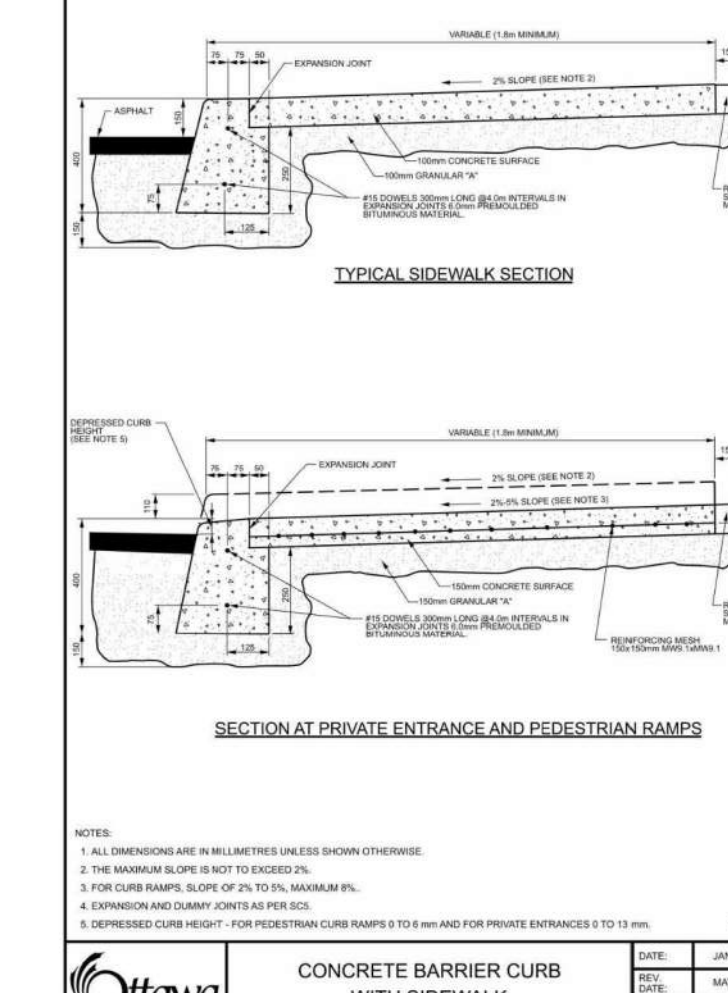 VARIABLE (1.8m MINIMUM)
75 75 50
EXPANSION JOINT
2% SLOPE (SEE NOTE 2)
ASPHALT
150
400
100mm CONCRETE SURFACE
100mm GRANULAR "A"
250
75
#15 DOWELS 300mm LONG @4.0m INTERVALS IN
EXPANSION JOINTS 6.0mm PREMOULDED
BITUMINOUS MATERIAL.
150
125
TYPICAL SIDEWALK SECTION
DEPRESSED CURB
HEIGHT
(SEE NOTE 5)
VARIABLE (1.8m MINIMUM)
75 75 50
EXPANSION JOINT
2% SLOPE (SEE NOTE 2)
110
2%-5% SLOPE (SEE NOTE 3)
400
150mm CONCRETE SURFACE
150mm GRANULAR "A"
250
75
#15 DOWELS 300mm LONG @4.0m INTERVALS IN
EXPANSION JOINTS 6.0mm PREMOULDED
BITUMINOUS MATERIAL.
REINFORCING MESH
150x150mm MW9.1xMW9.1
150
125
SECTION AT PRIVATE ENTRANCE AND PEDESTRIAN RAMPS
NOTES:
1. ALL DIMENSIONS ARE IN MILLIMETRES UNLESS SHOWN OTHERWISE.
2. THE MAXIMUM SLOPE IS NOT TO EXCEED 2%.
3. FOR CURB RAMPS, SLOPE OF 2% TO 5%, MAXIMUM 8%..
4. EXPANSION AND DUMMY JOINTS AS PER SC5.
5. DEPRESSED CURB HEIGHT - FOR PEDESTRIAN CURB RAMPS 0 TO 6 mm AND FOR PRIVATE ENTRANCES 0 TO 13 mm.
Ottawa
CONCRETE BARRIER CURB
WITH SIDEWALK
DATE:
REV.
DATE: